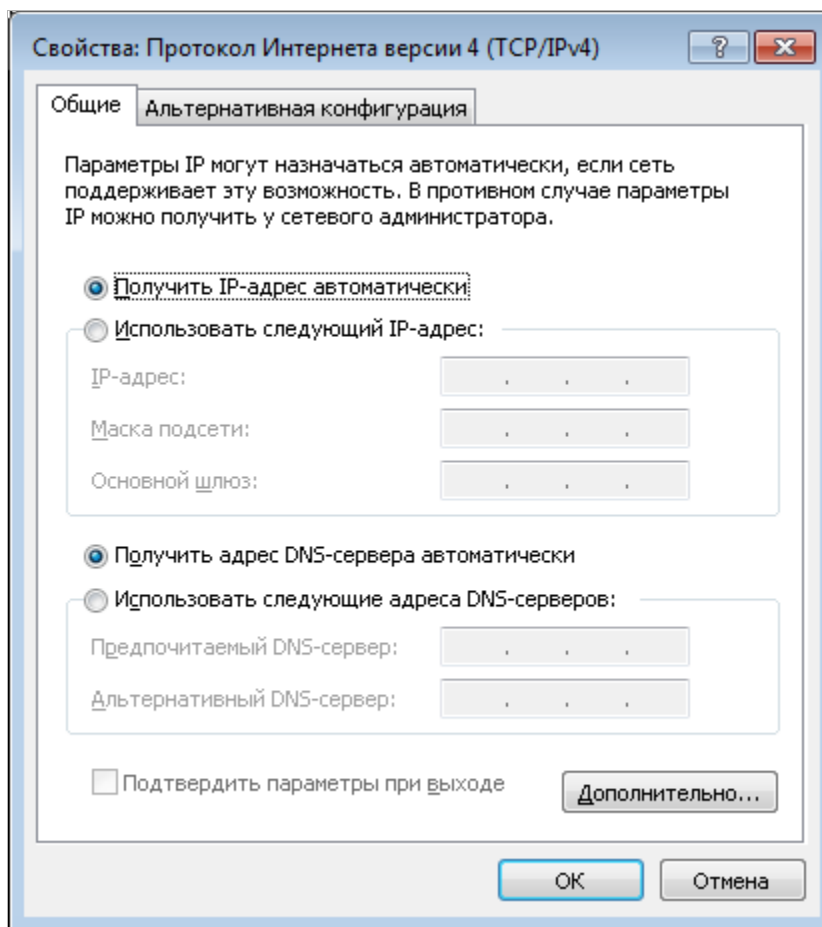 Свойства: Протокол Интернета версии 4 (TCP/IPv4)
Общие
Альтернативная конфигурация
Параметры IP могут назначаться автоматически, если сеть
поддерживает эту возможность. В противном случае параметры
IP можно получить у сетевого администратора.
Получить IP-адрес автоматически
Использовать следующий IP-адрес:
IP-адрес:
Маска подсети:
Основной шлюз:
Получить адрес DNS-сервера автоматически
Использовать следующие адреса DNS-серверов:
Предпочитаемый DNS-сервер:
Альтернативный DNS-сервер:
Подтвердить параметры при выходе
Дополнительно...
ОК
Отмена